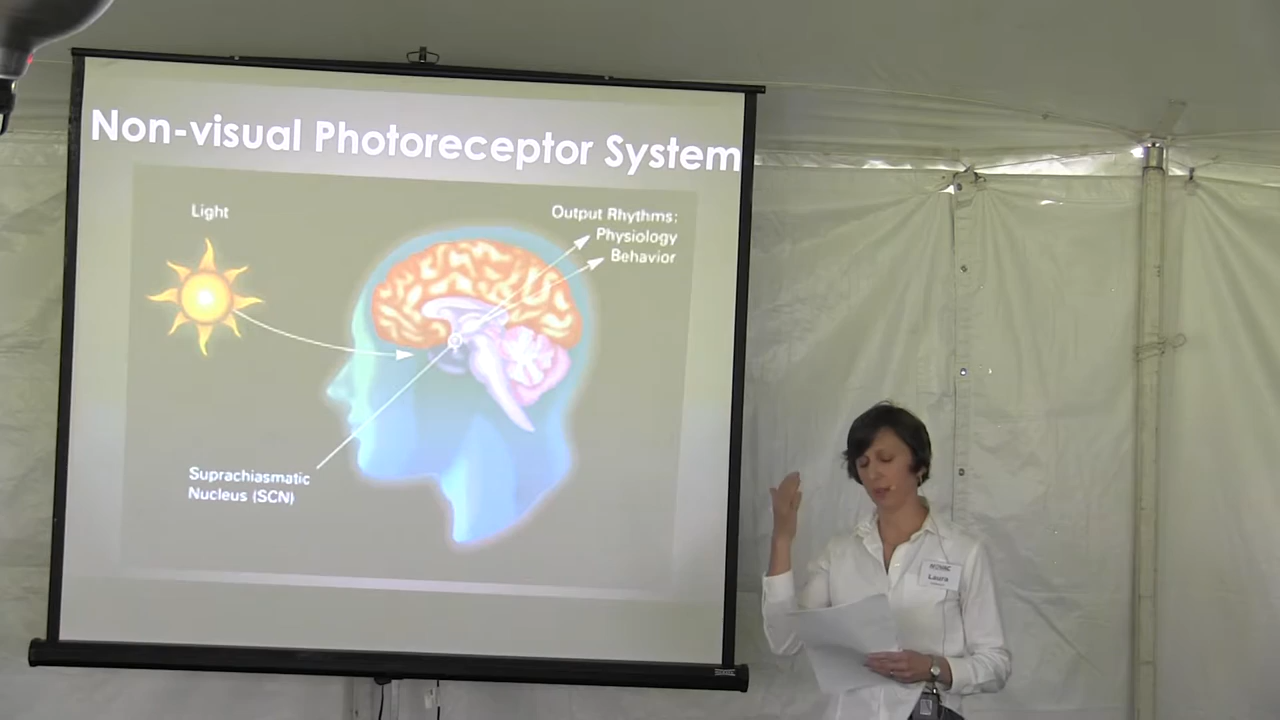 Non-visual Photoreceptor System
Light
Output Rhythms:
Physiology
Behavior
Suprachiasmatic
Nucleus (SCN)
Laura